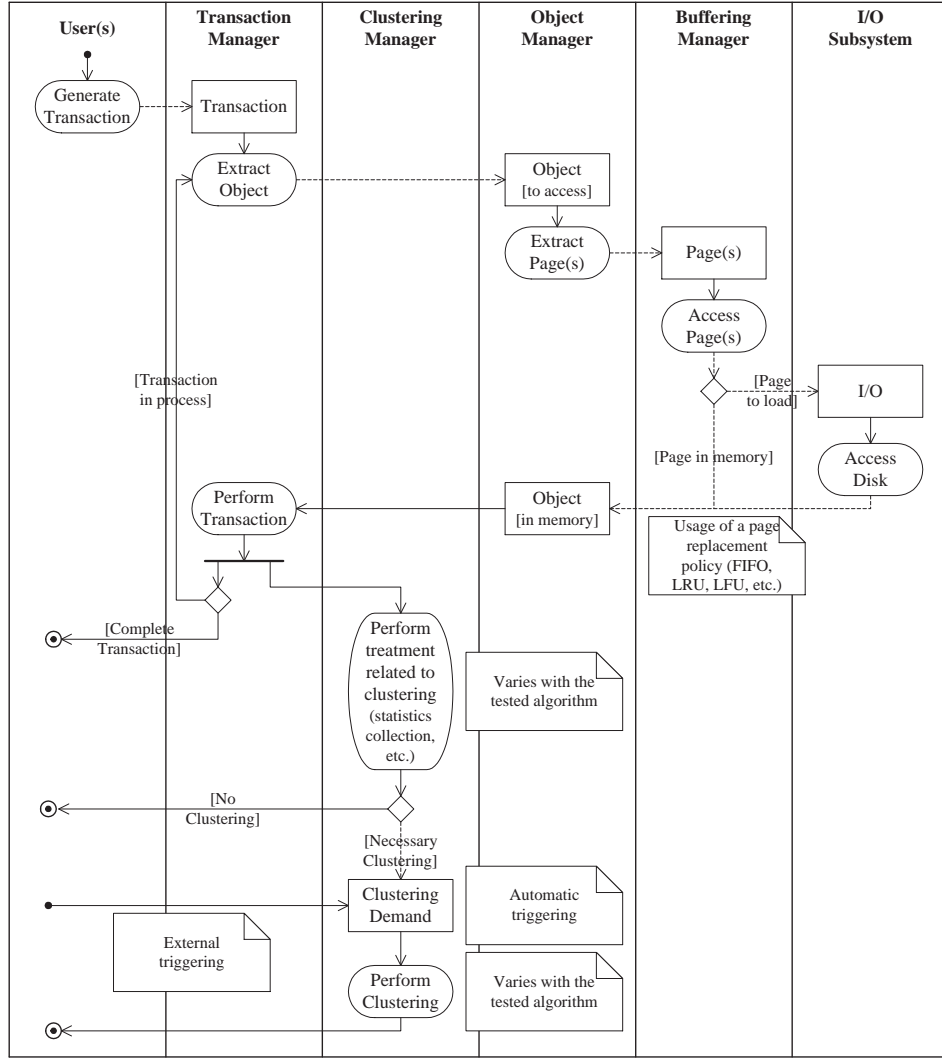 User(s)
Transaction
Manager
Clustering
Manager
Object
Manager
Buffering
Manager
I/O
Subsystem
Generate
Transaction
Transaction
Extract
Object
Object
[to access]
Extract
Page(s)
Page(s)
Access
Page(s)
[Transaction
in process]
[Page
to load]
I/O
[Page in memory]
Access
Disk
Perform
Transaction
Object
[in memory]
Usage of a page
replacement
policy (FIFO,
LRU, LFU, etc.)
[Complete
Transaction]
Perform
treatment
related to
clustering
(statistics
collection,
etc.)
Varies with the
tested algorithm
[No
Clustering]
[Necessary
Clustering]
Clustering
Demand
Automatic
triggering
External
triggering
Perform
Clustering
Varies with the
tested algorithm